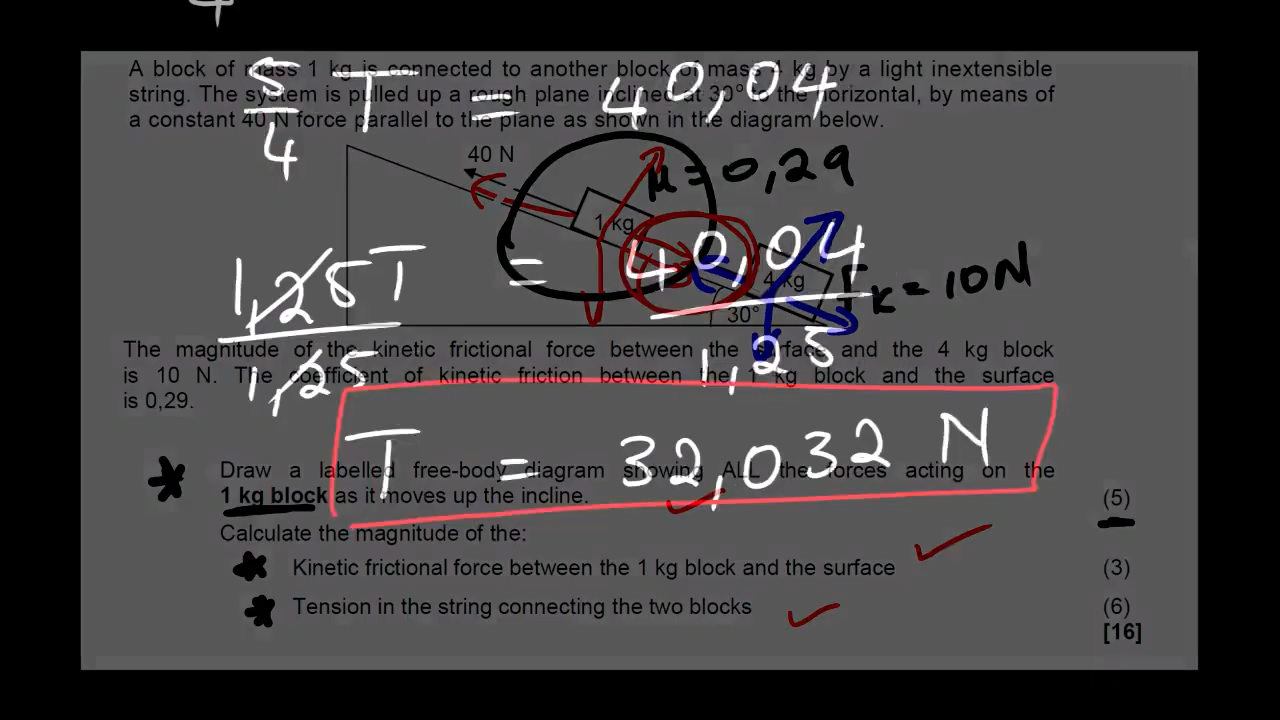 4
A block of mass 1 kg is connected to another block of mass 4 kg by a light inextensible
string. The system is pulled up a rough plane inclined at 30° to the horizontal, by means of
a constant 40 N force parallel to the plane as shown in the diagram below.
5/4 T = 40,04
40 N
μ = 0,29
1 kg
4 kg
30°
fk = 10N
1,25T / 1,25 = 40,04 / 1,25
The magnitude of the kinetic frictional force between the surface and the 4 kg block
is 10 N. The coefficient of kinetic friction between the 1 kg block and the surface
is 0,29.
T = 32,032 N
Draw a labelled free-body diagram showing ALL the forces acting on the
1 kg block as it moves up the incline. (5)
Calculate the magnitude of the:
Kinetic frictional force between the 1 kg block and the surface (3)
Tension in the string connecting the two blocks (6)
[16]